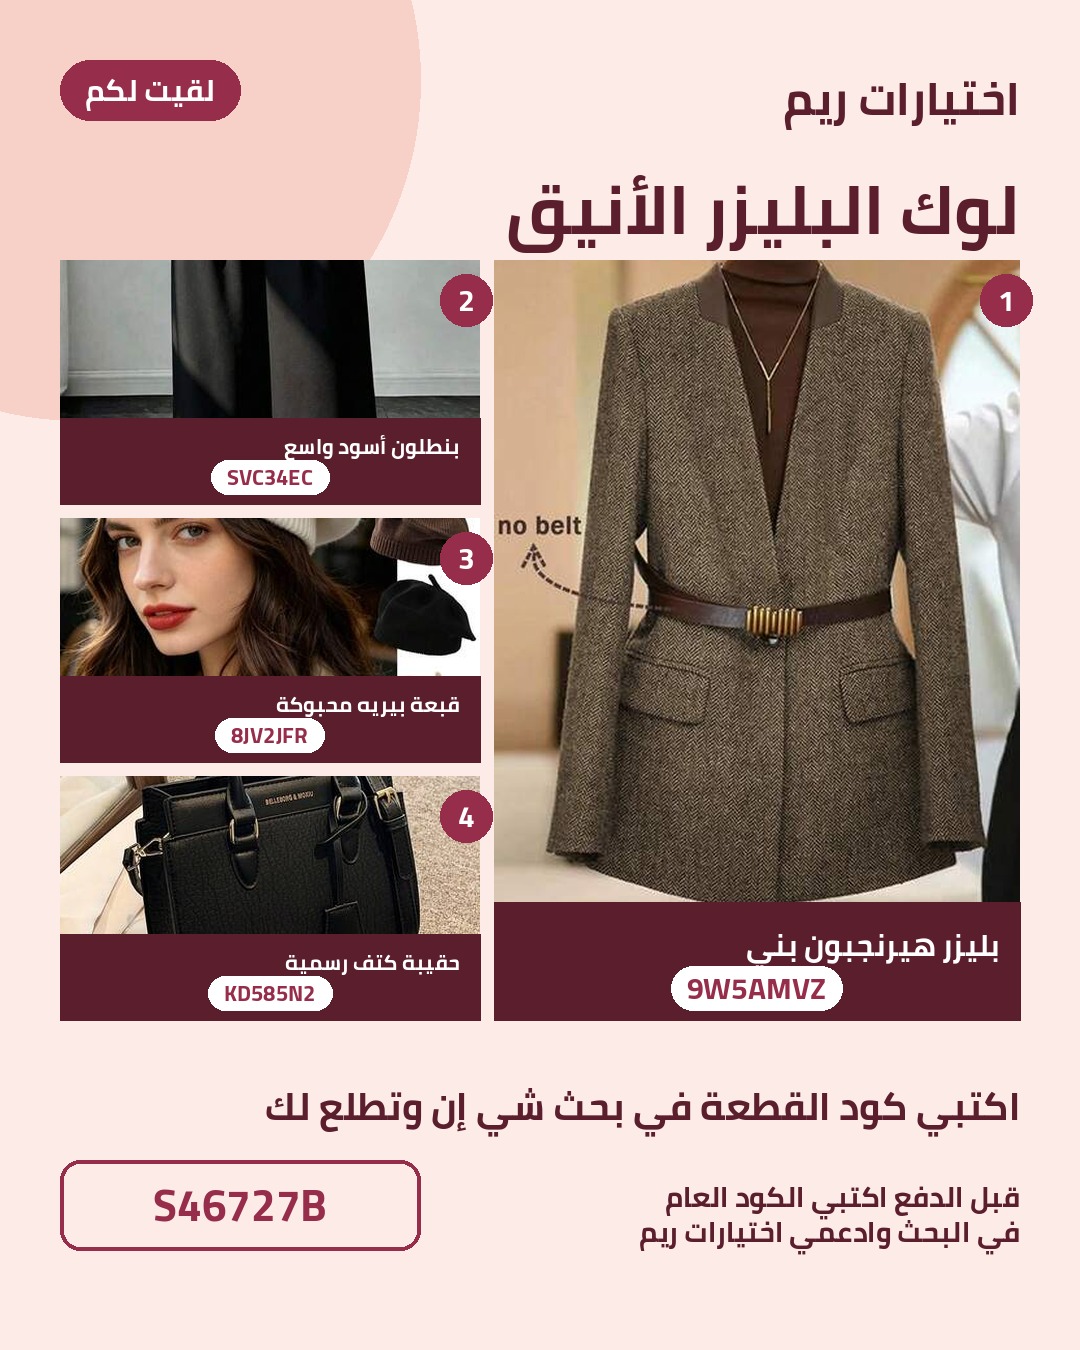 لقيت لكم
اختيارات ريم
لوك البليزر الأنيق
1
no belt
بليزر هيرنجبون بني
9W5AMVZ
2
بنطلون أسود واسع
SVC34EC
3
قبعة بيريه محبوكة
8JV2JFR
4
BELLEBORG & MOXUU
حقيبة كتف رسمية
KD585N2
اكتبي كود القطعة في بحث شي إن وتطلع لك
قبل الدفع اكتبي الكود العام
في البحث وادعمي اختيارات ريم
S46727B